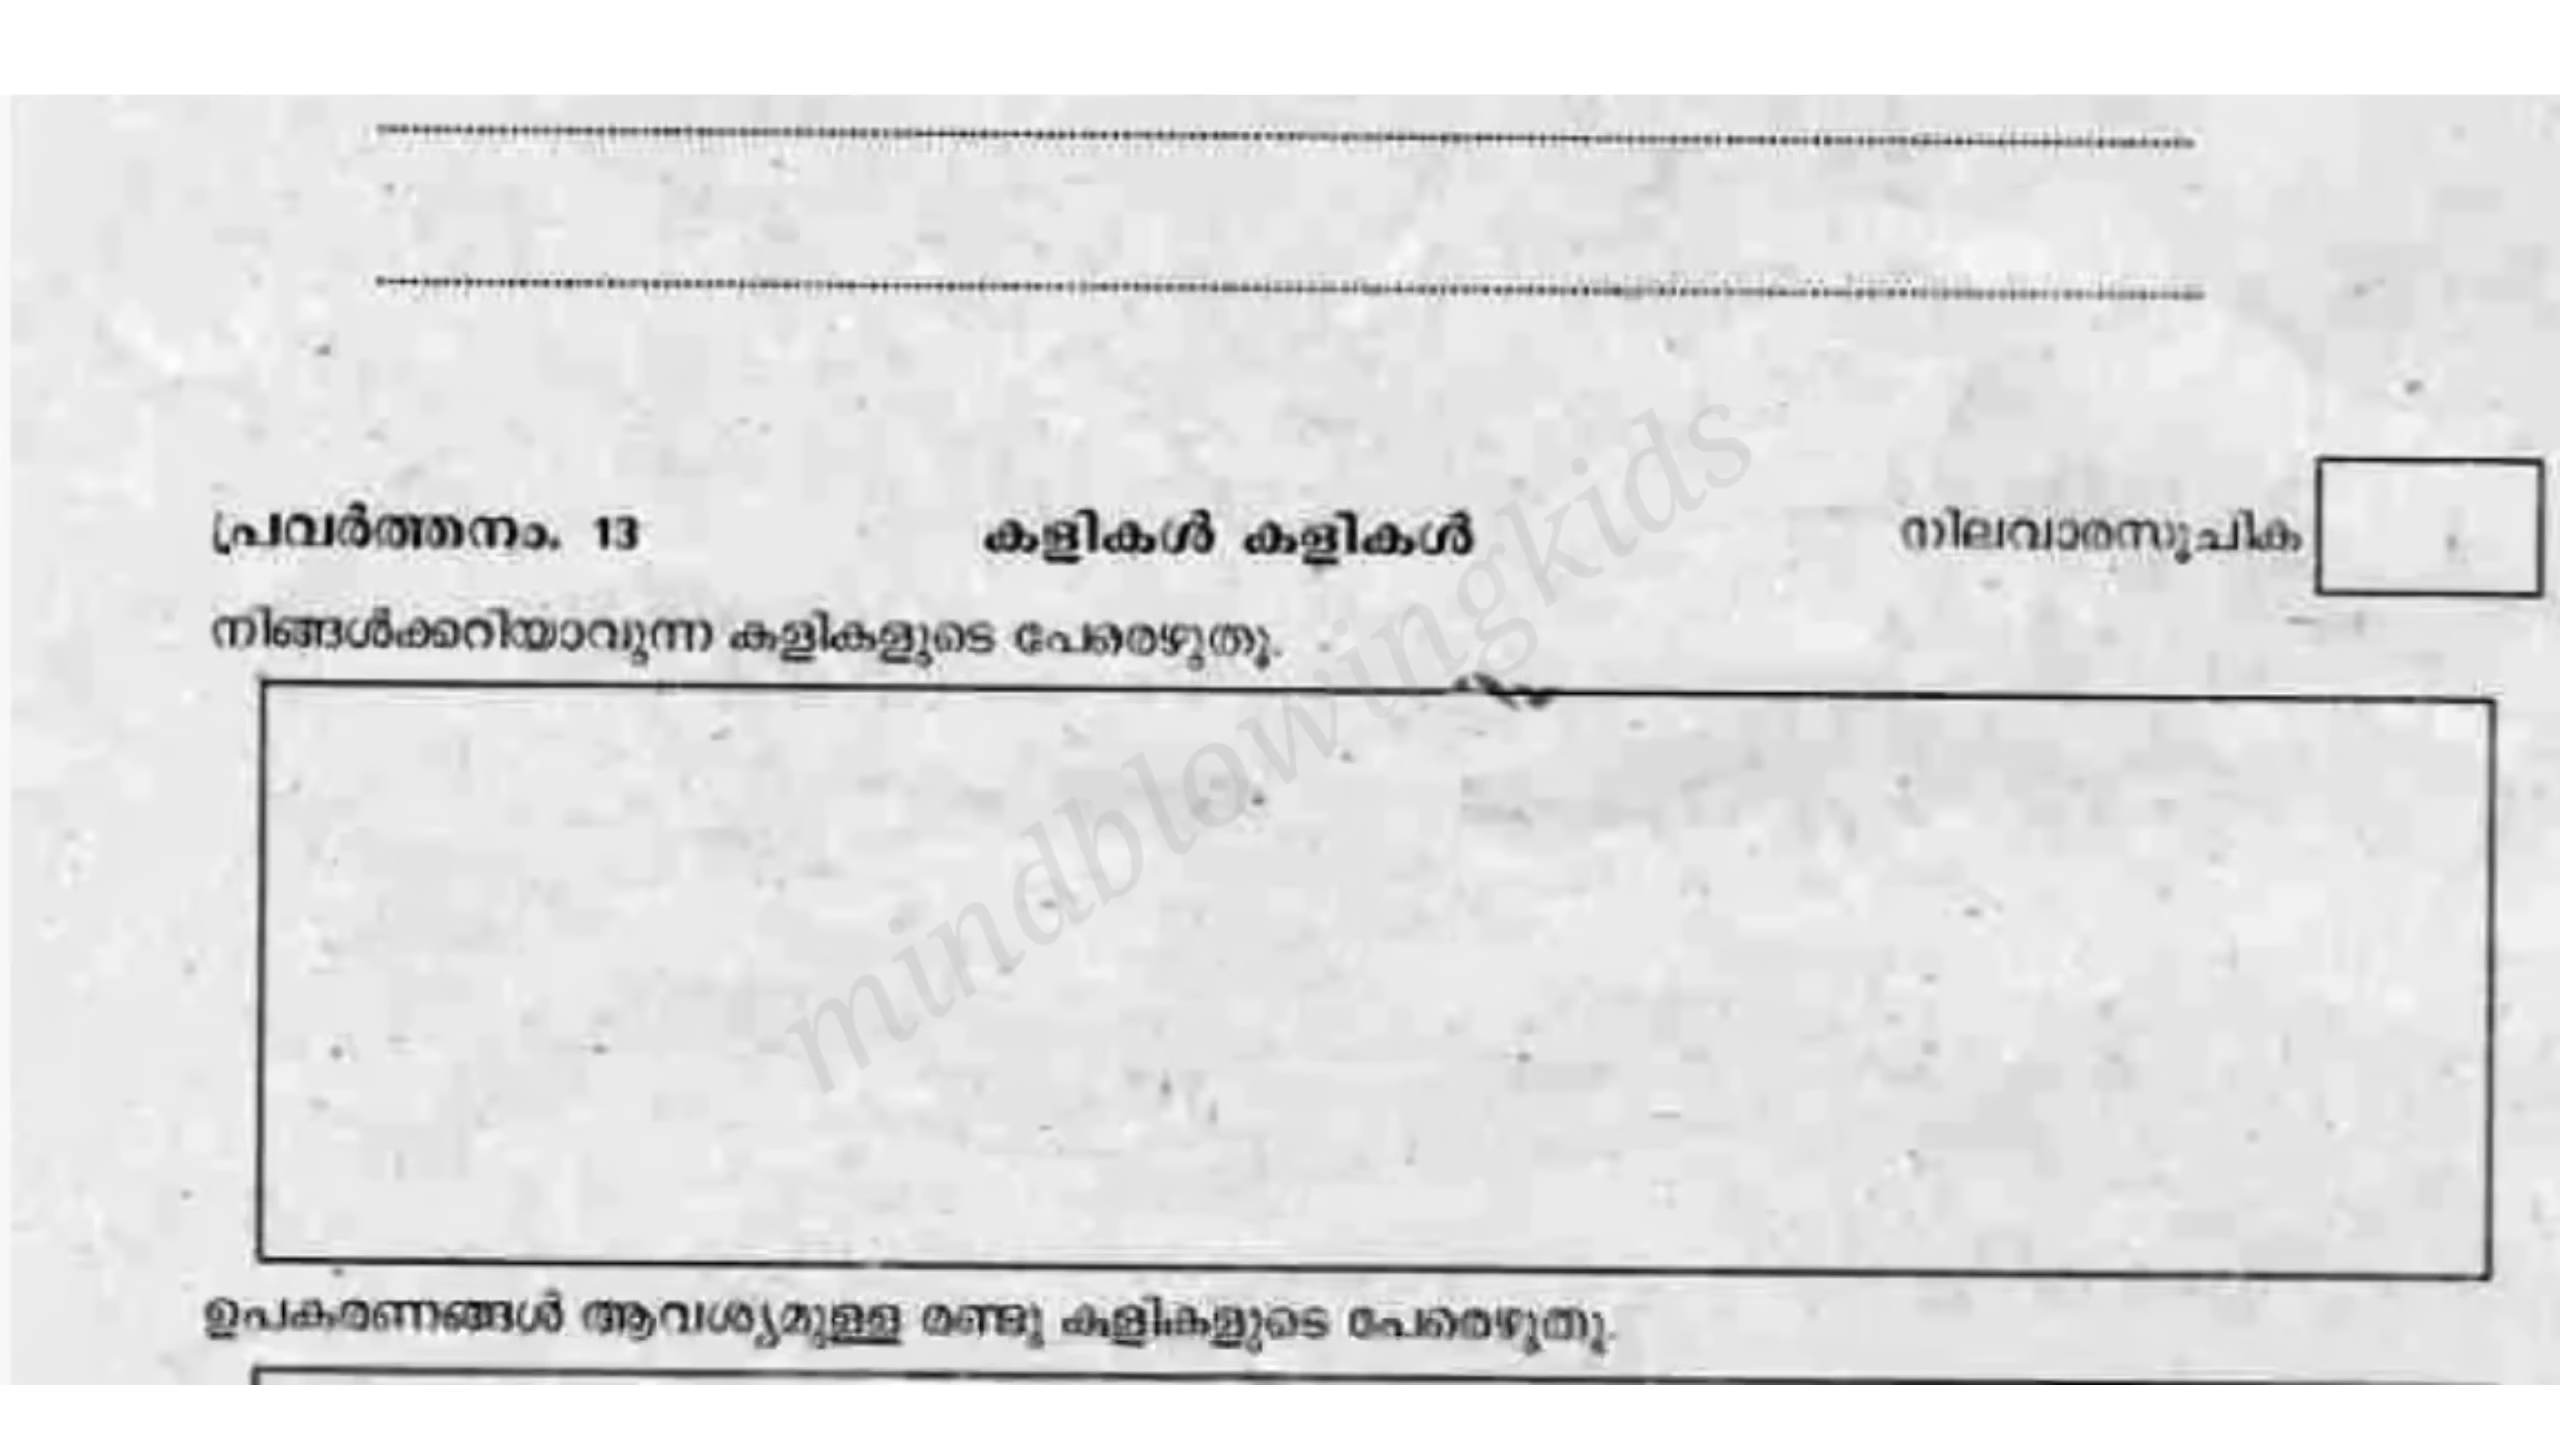 പ്രവർത്തനം. 13 കളികൾ കളികൾ നിലവാരസൂചിക
നിങ്ങൾക്കറിയാവുന്ന കളികളുടെ പേരെഴുതൂ.
mindblowingkids
ഉപകരണങ്ങൾ ആവശ്യമുള്ള രണ്ടു കളികളുടെ പേരെഴുതൂ.